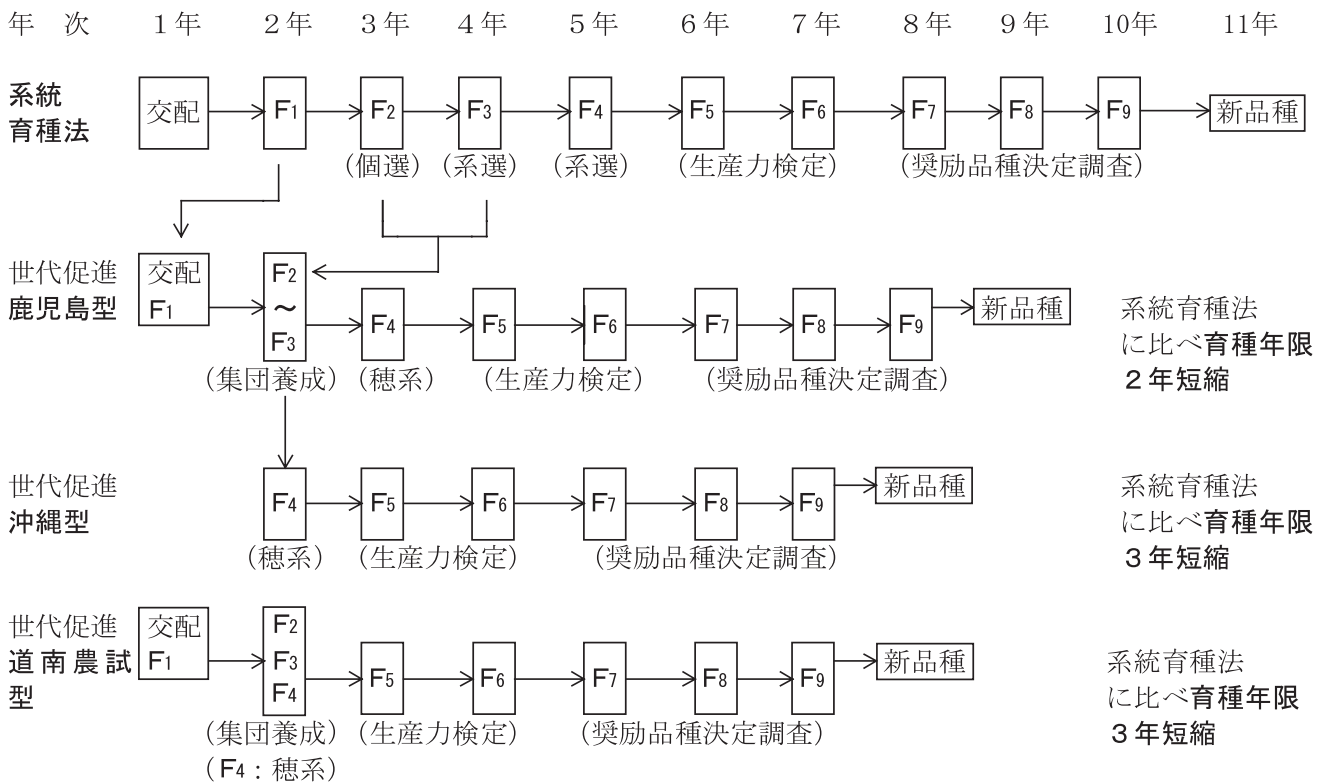 年 次 1年 2年 3年 4年 5年 6年 7年 8年 9年 10年 11年
系統
育種法
交配 F1 F2 F3 F4 F5 F6 F7 F8 F9 新品種
(個選) (系選) (系選) (生産力検定) (奨励品種決定調査)
世代促進
鹿児島型
交配
F1
F2
～
F3
F4 F5 F6 F7 F8 F9 新品種
(集団養成) (穂系) (生産力検定) (奨励品種決定調査)
系統育種法
に比べ育種年限
2年短縮
世代促進
沖縄型
F4 F5 F6 F7 F8 F9 新品種
(穂系) (生産力検定) (奨励品種決定調査)
系統育種法
に比べ育種年限
3年短縮
世代促進
道南農試
型
交配
F1
F2
F3
F4
F5 F6 F7 F8 F9 新品種
(集団養成) (生産力検定) (奨励品種決定調査)
(F4：穂系)
系統育種法
に比べ育種年限
3年短縮